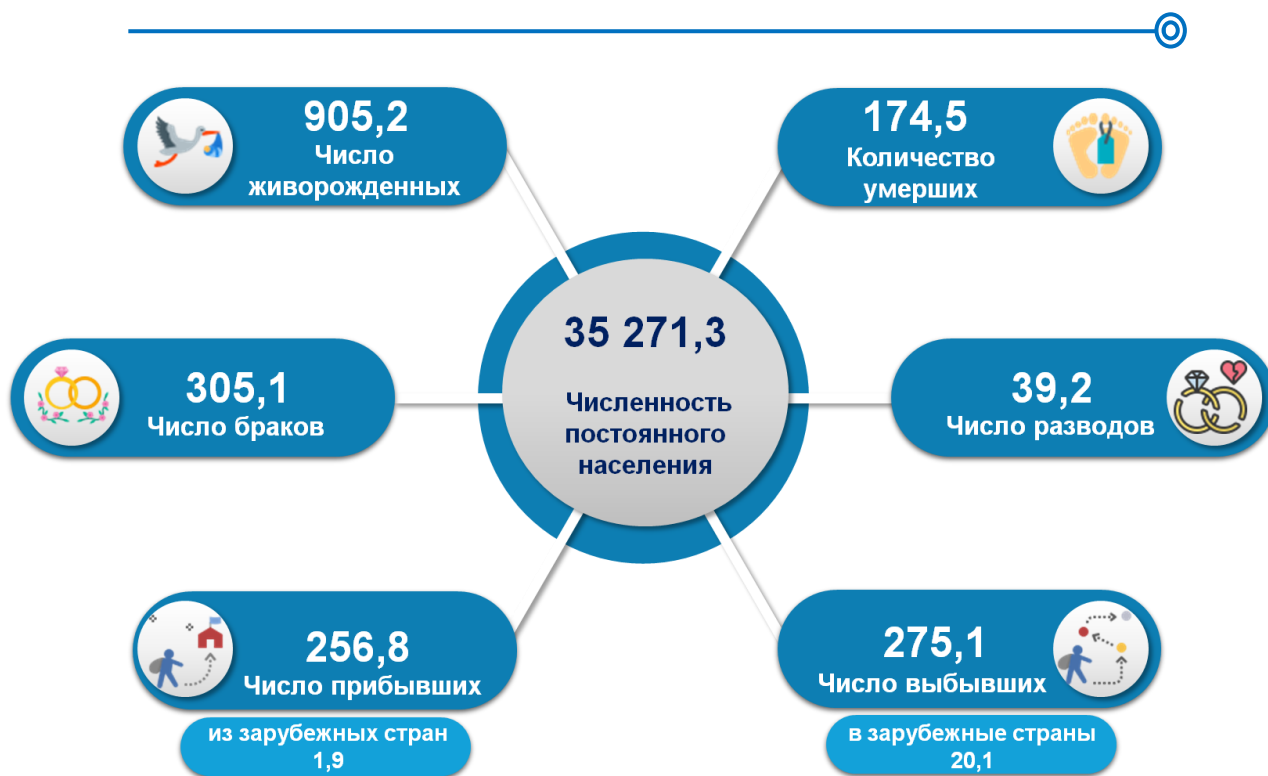 905,2
Число
живорожденных
174,5
Количество
умерших
35 271,3
Численность
постоянного
населения
305,1
Число браков
39,2
Число разводов
256,8
Число прибывших
из зарубежных стран
1,9
275,1
Число выбывших
в зарубежные страны
20,1